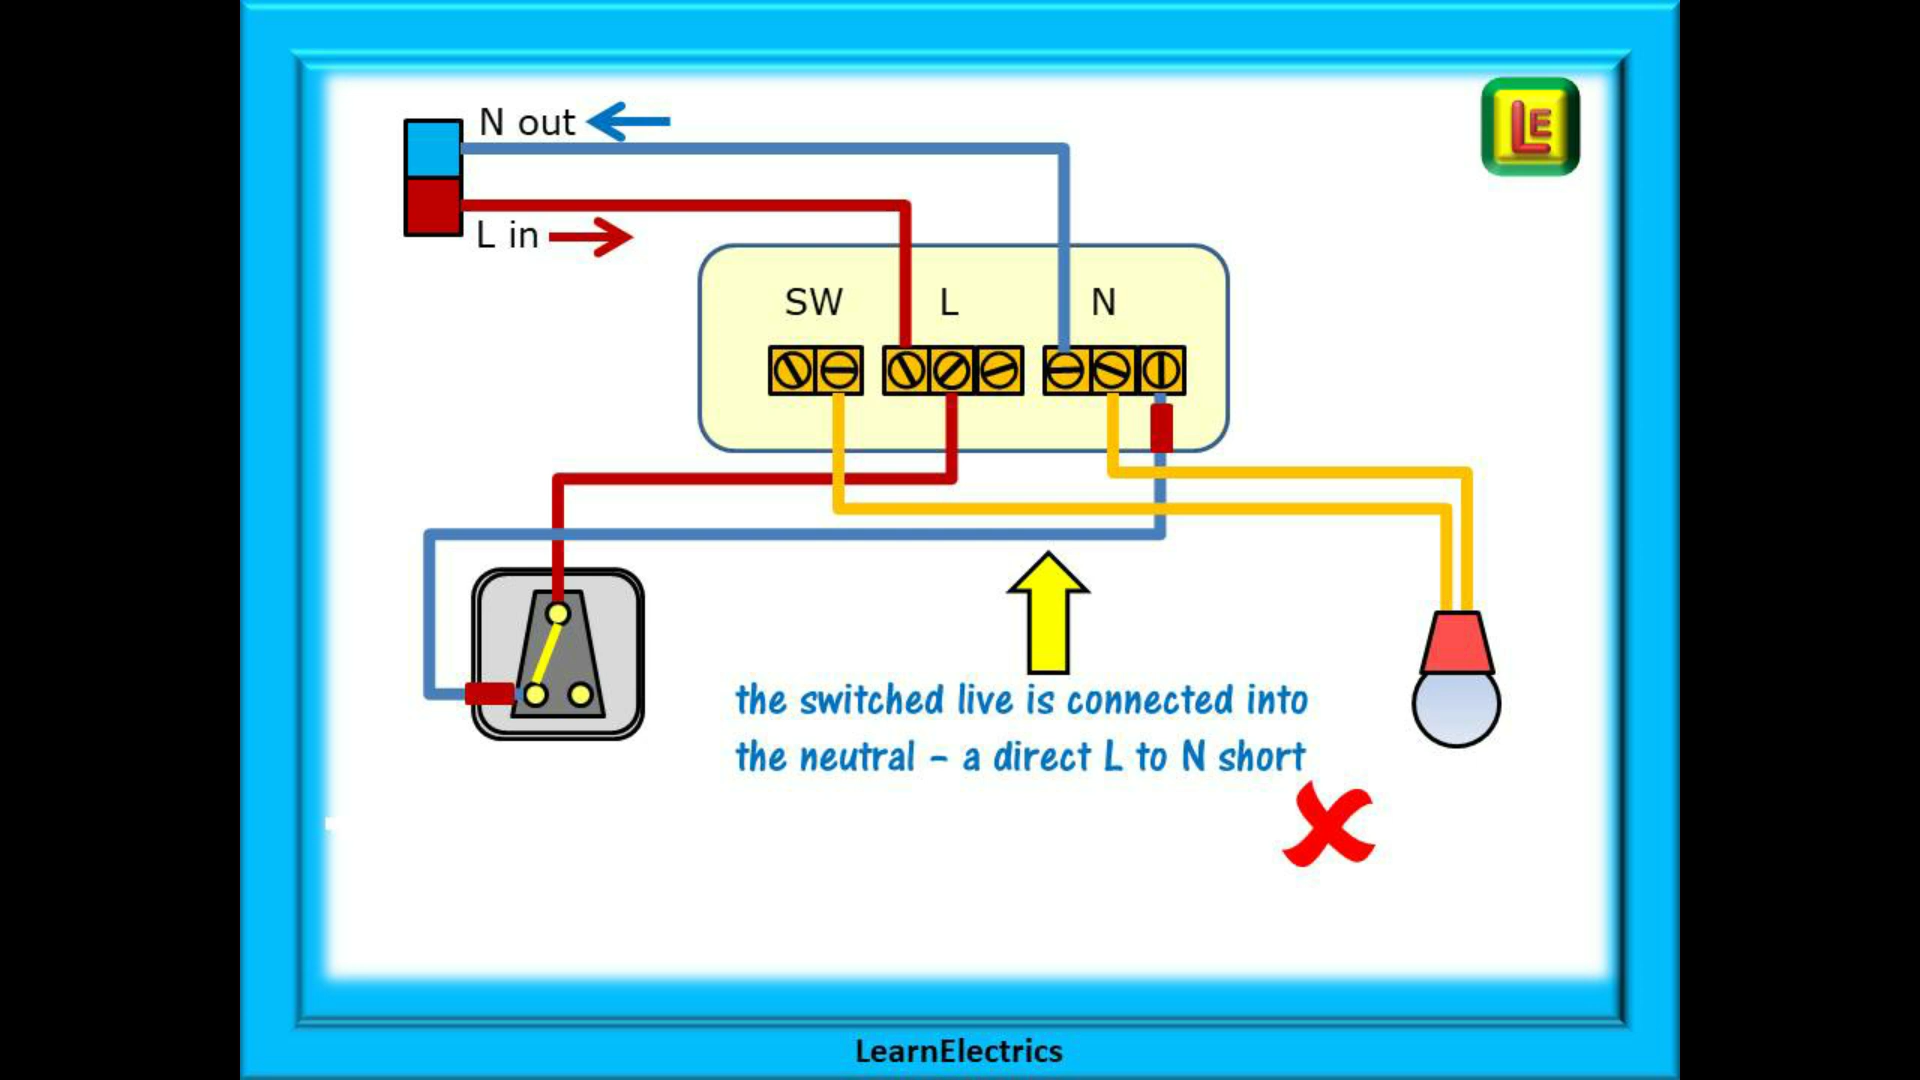 N out
L in
LE
SW L N
the switched live is connected into
the neutral – a direct L to N short
LearnElectrics